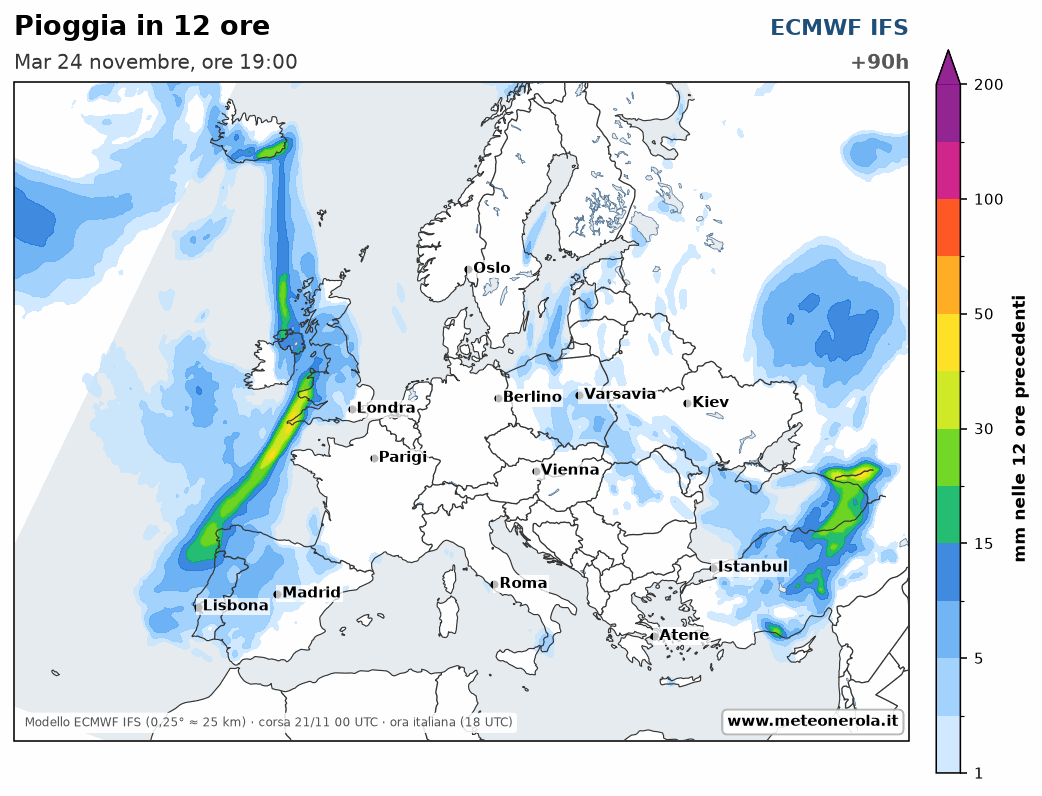 Pioggia in 12 ore
ECMWF IFS
Mar 24 novembre, ore 19:00
+90h
200
100
50
30
15
5
1
mm nelle 12 ore precedenti
Oslo
Berlino
Varsavia
Kiev
Londra
Parigi
Vienna
Istanbul
Roma
Madrid
Lisbona
Atene
Modello ECMWF IFS (0,25° ≈ 25 km) · corsa 21/11 00 UTC · ora italiana (18 UTC)
www.meteonerola.it